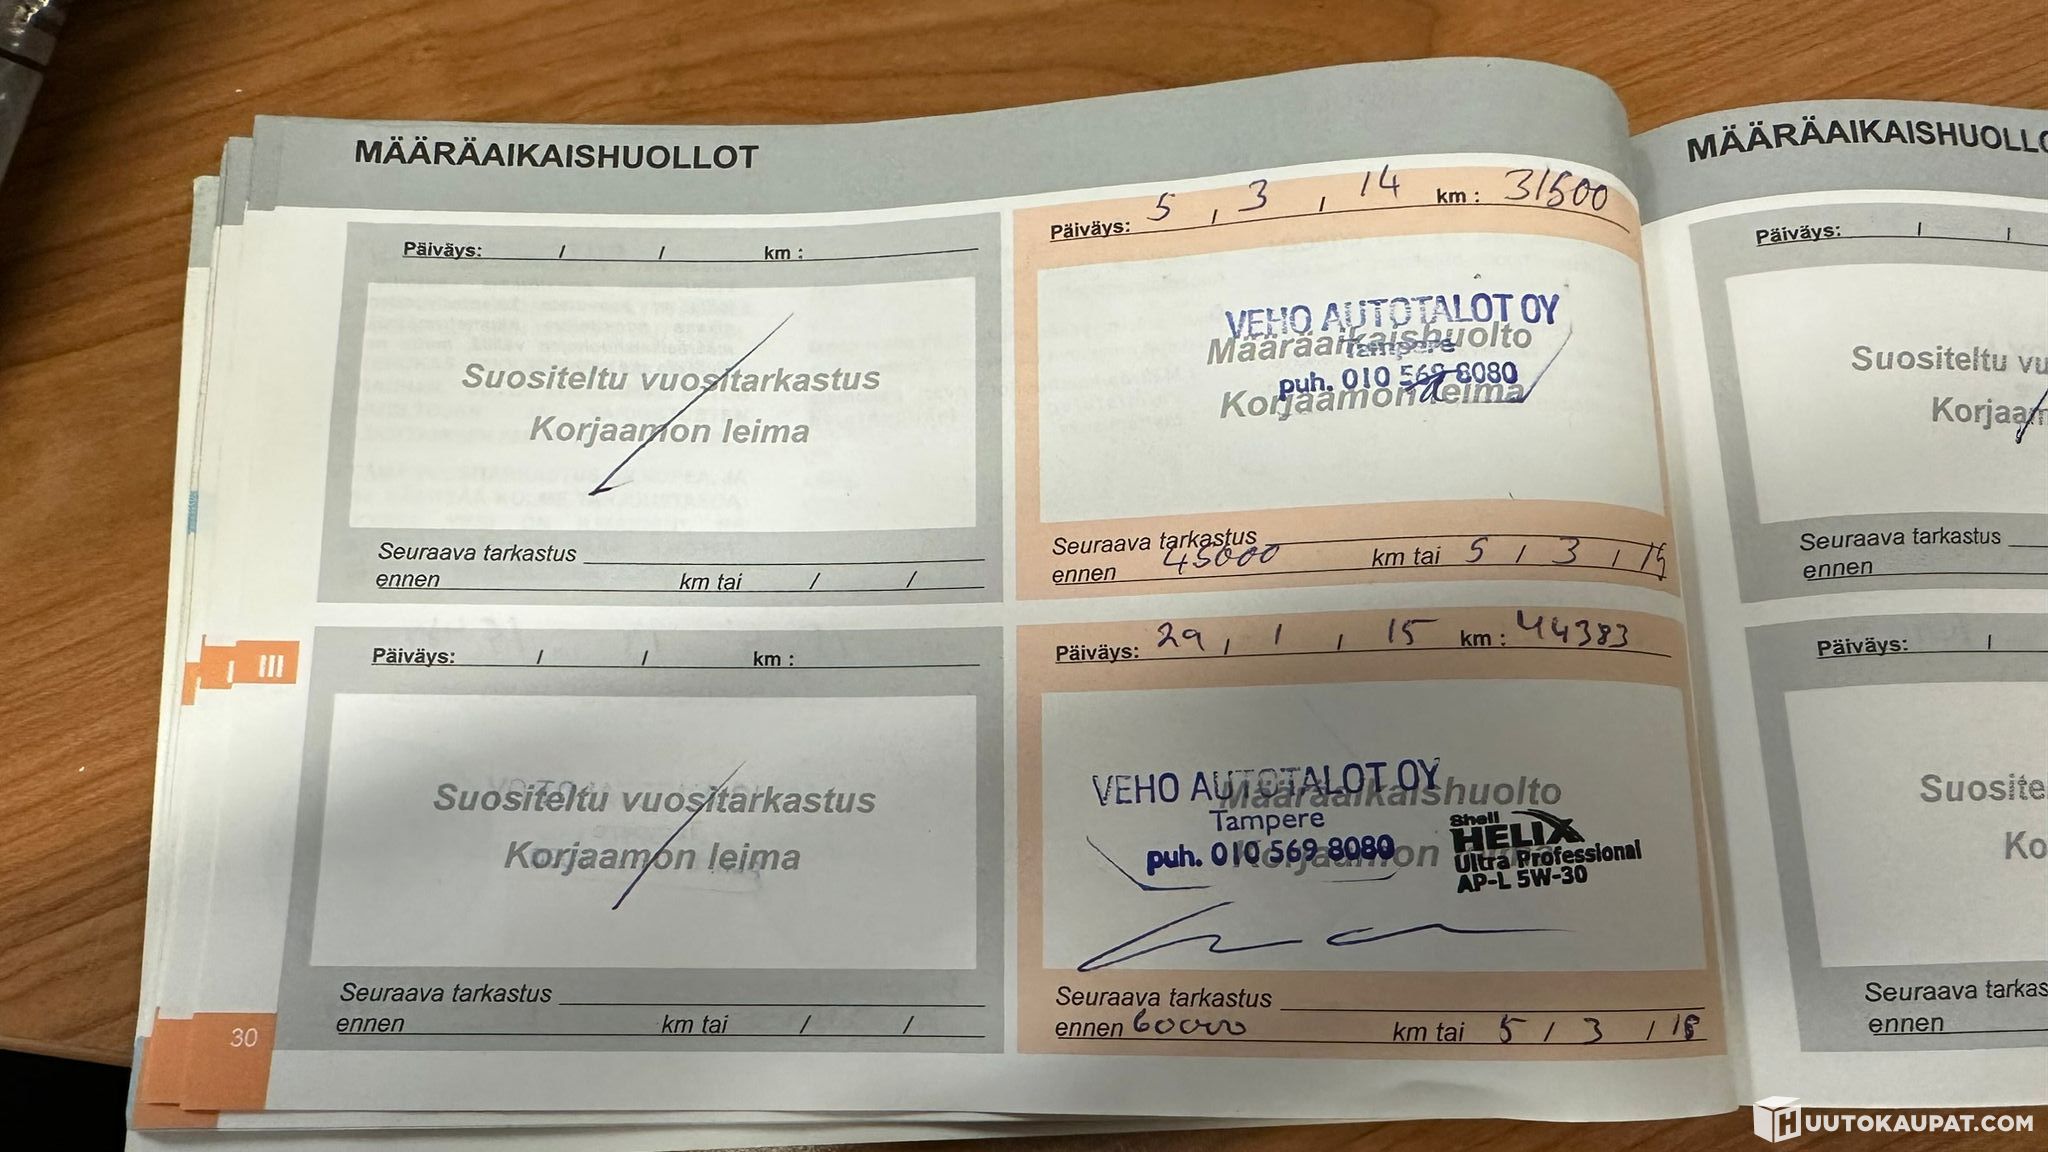 MÄÄRÄAIKAISHUOLLOT
Päiväys: / / km :
Suositeltu vuositarkastus
Korjaamon leima
Seuraava tarkastus
ennen km tai / /
Päiväys: 5 / 3 / 14 km : 31500
VEHO AUTOTALOT OY
Määräaikaishuolto
Tampere
puh. 010 569 8080
Korjaamon leima
Seuraava tarkastus
ennen 45000 km tai 5 / 3 / 15
Päiväys: / / km :
Suositeltu vuositarkastus
Korjaamon leima
Seuraava tarkastus
ennen km tai / /
Päiväys: 29 / 1 / 15 km : 44383
VEHO AUTOTALOT OY
Määräaikaishuolto
Tampere
puh. 010 569 8080
Korjaamon
Shell
HELIX
Ultra Professional
AP-L 5W-30
Seuraava tarkastus
ennen 60000 km tai 5 / 3 /
III
30
MÄÄRÄAIKAISHUOLLO
Päiväys: / /
Suositeltu vu
Korjaam
Seuraava tarkastus
ennen
Päiväys: /
Suosite
Ko
Seuraava tarkas
ennen
HUUTOKAUPAT.COM